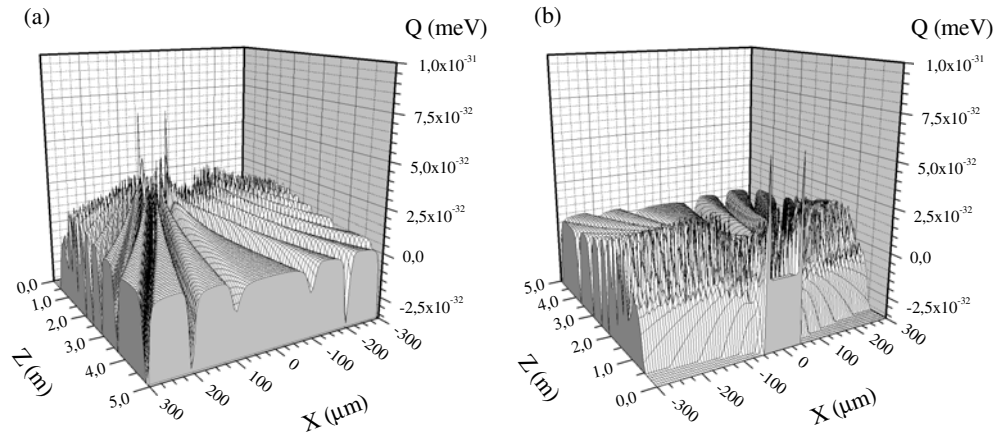 (a)
Q (meV)
1,0x10⁻³¹
7,5x10⁻³²
5,0x10⁻³²
2,5x10⁻³²
0,0
-2,5x10⁻³²
0,0
1,0
2,0
3,0
4,0
5,0
Z (m)
300
200
100
0
-100
-200
-300
X (μm)
(b)
Q (meV)
1,0x10⁻³¹
7,5x10⁻³²
5,0x10⁻³²
2,5x10⁻³²
0,0
-2,5x10⁻³²
5,0
4,0
3,0
2,0
1,0
0,0
Z (m)
-300
-200
-100
0
100
200
300
X (μm)